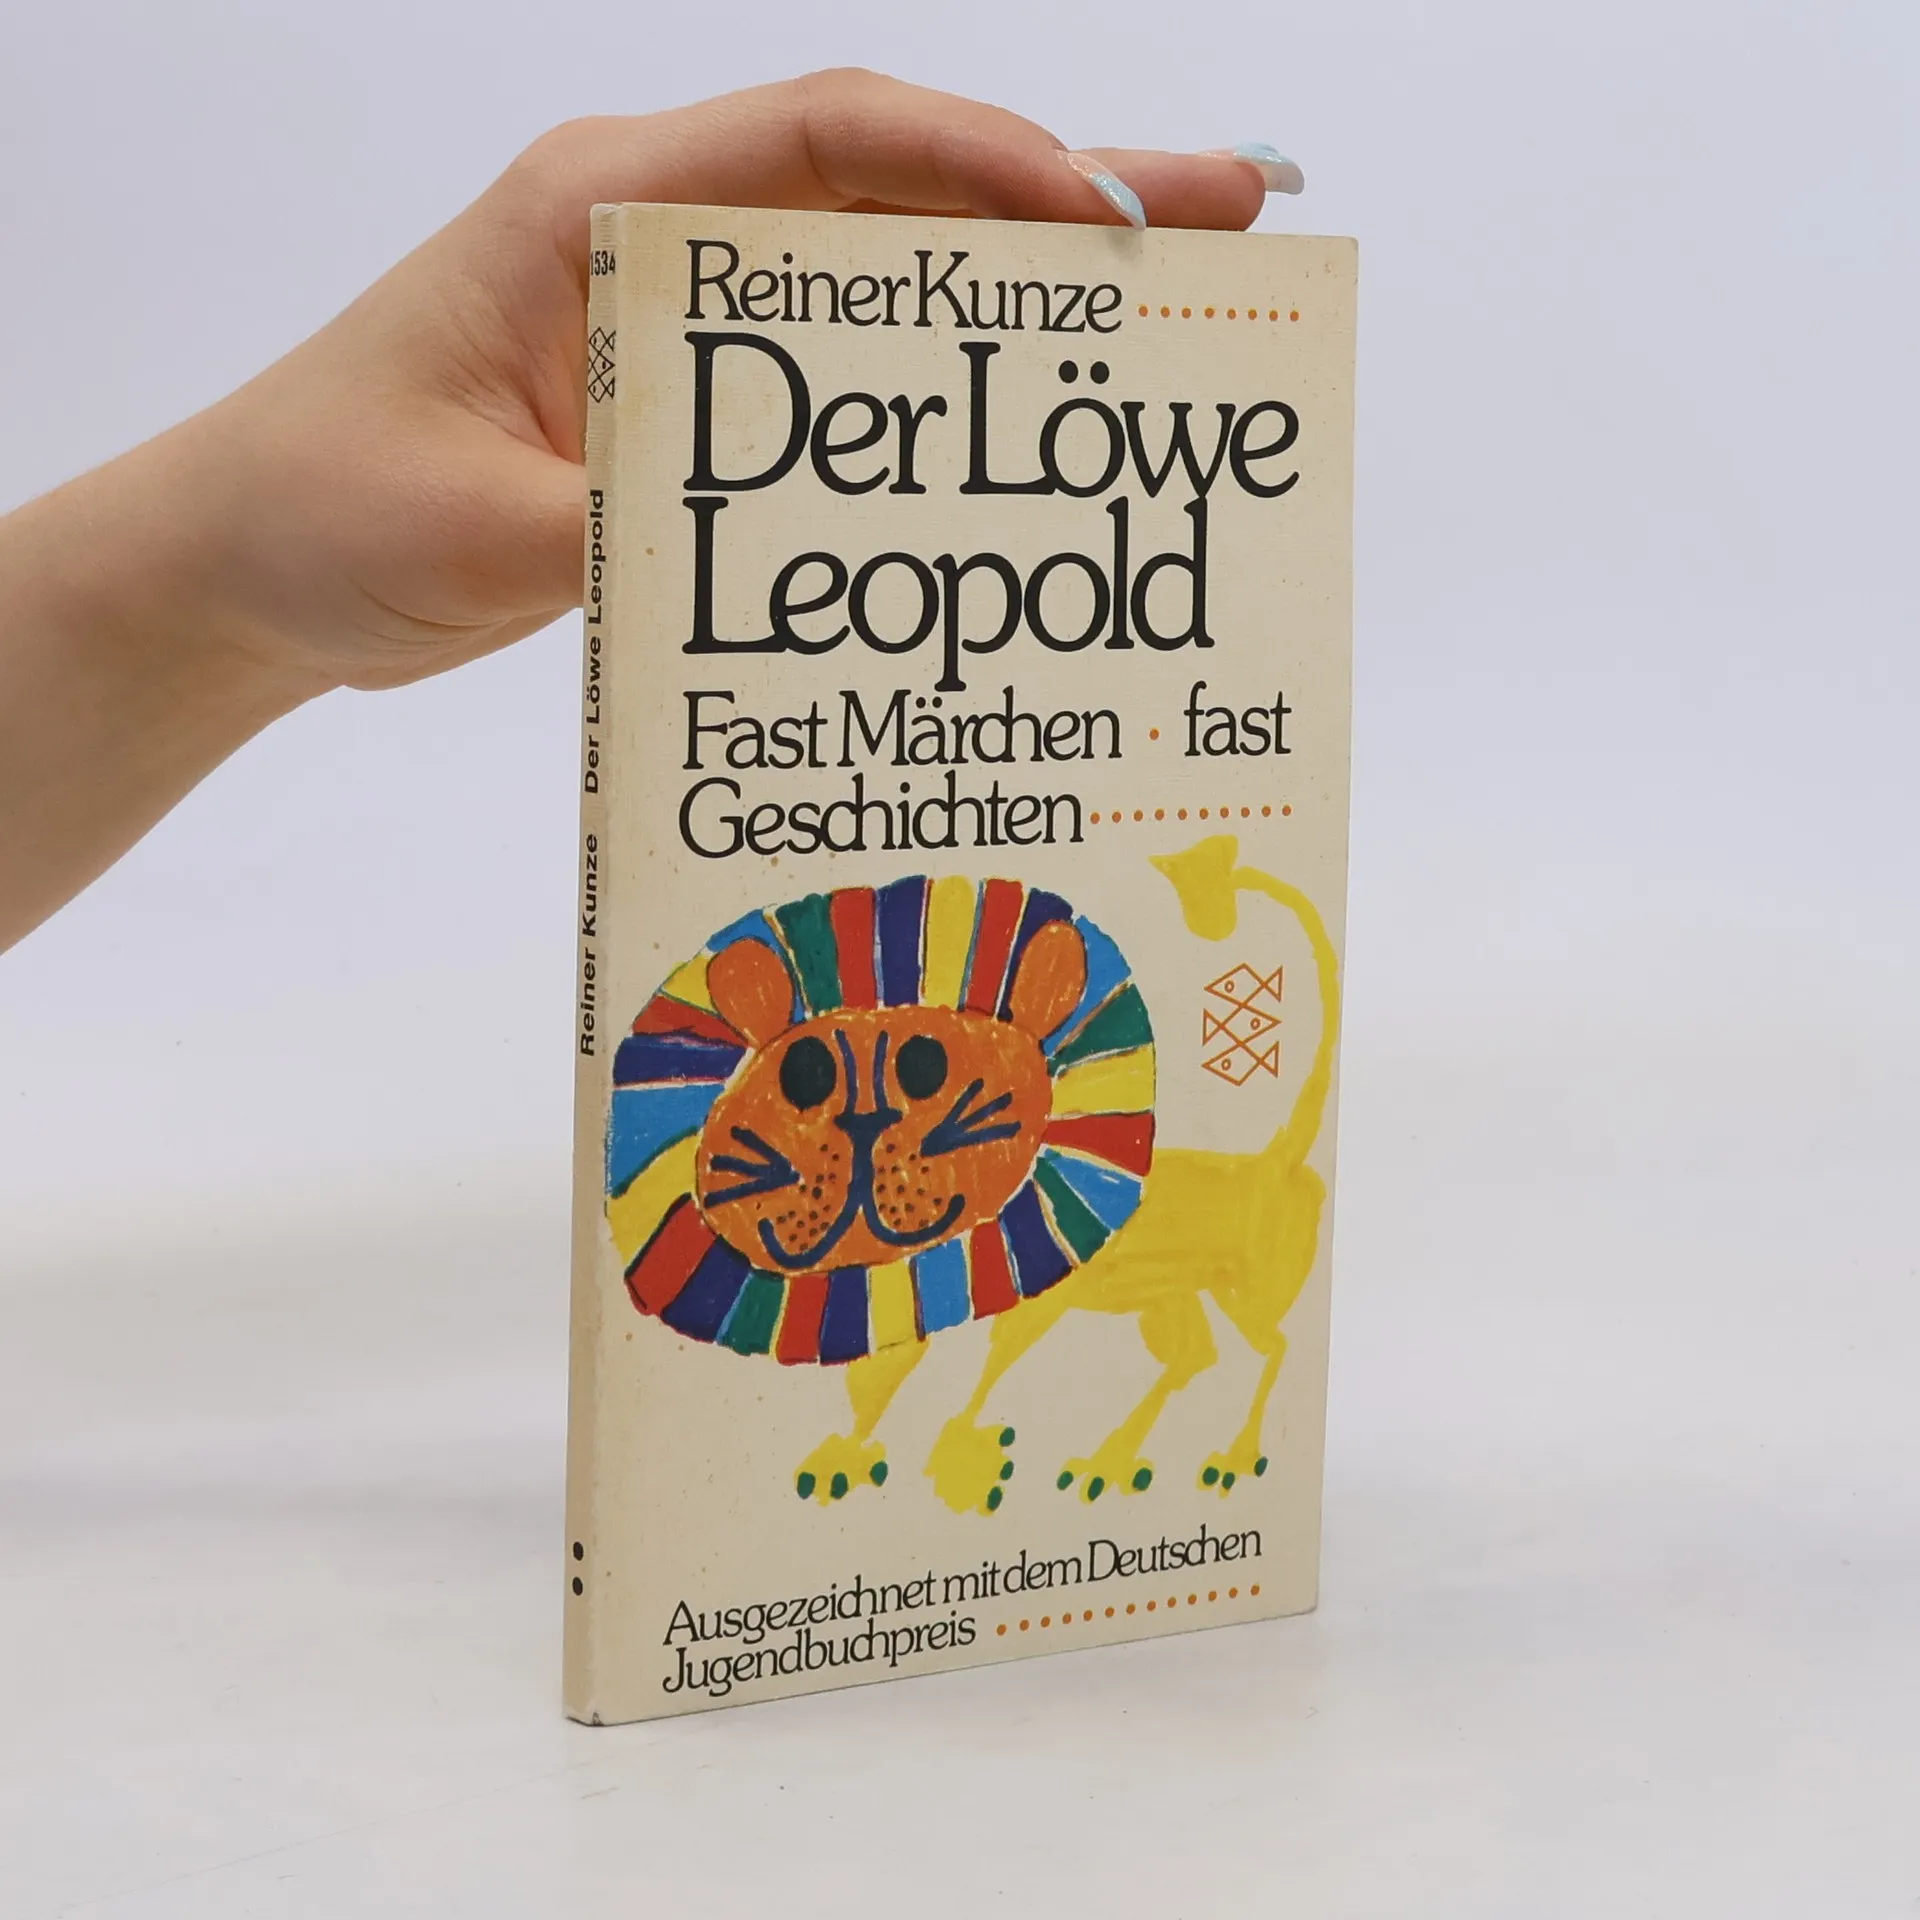 Reiner Kunze
Der Löwe
Leopold
Fast Märchen · fast
Geschichten
Ausgezeichnet mit dem Deutschen
Jugendbuchpreis
1534
Reiner Kunze Der Löwe Leopold